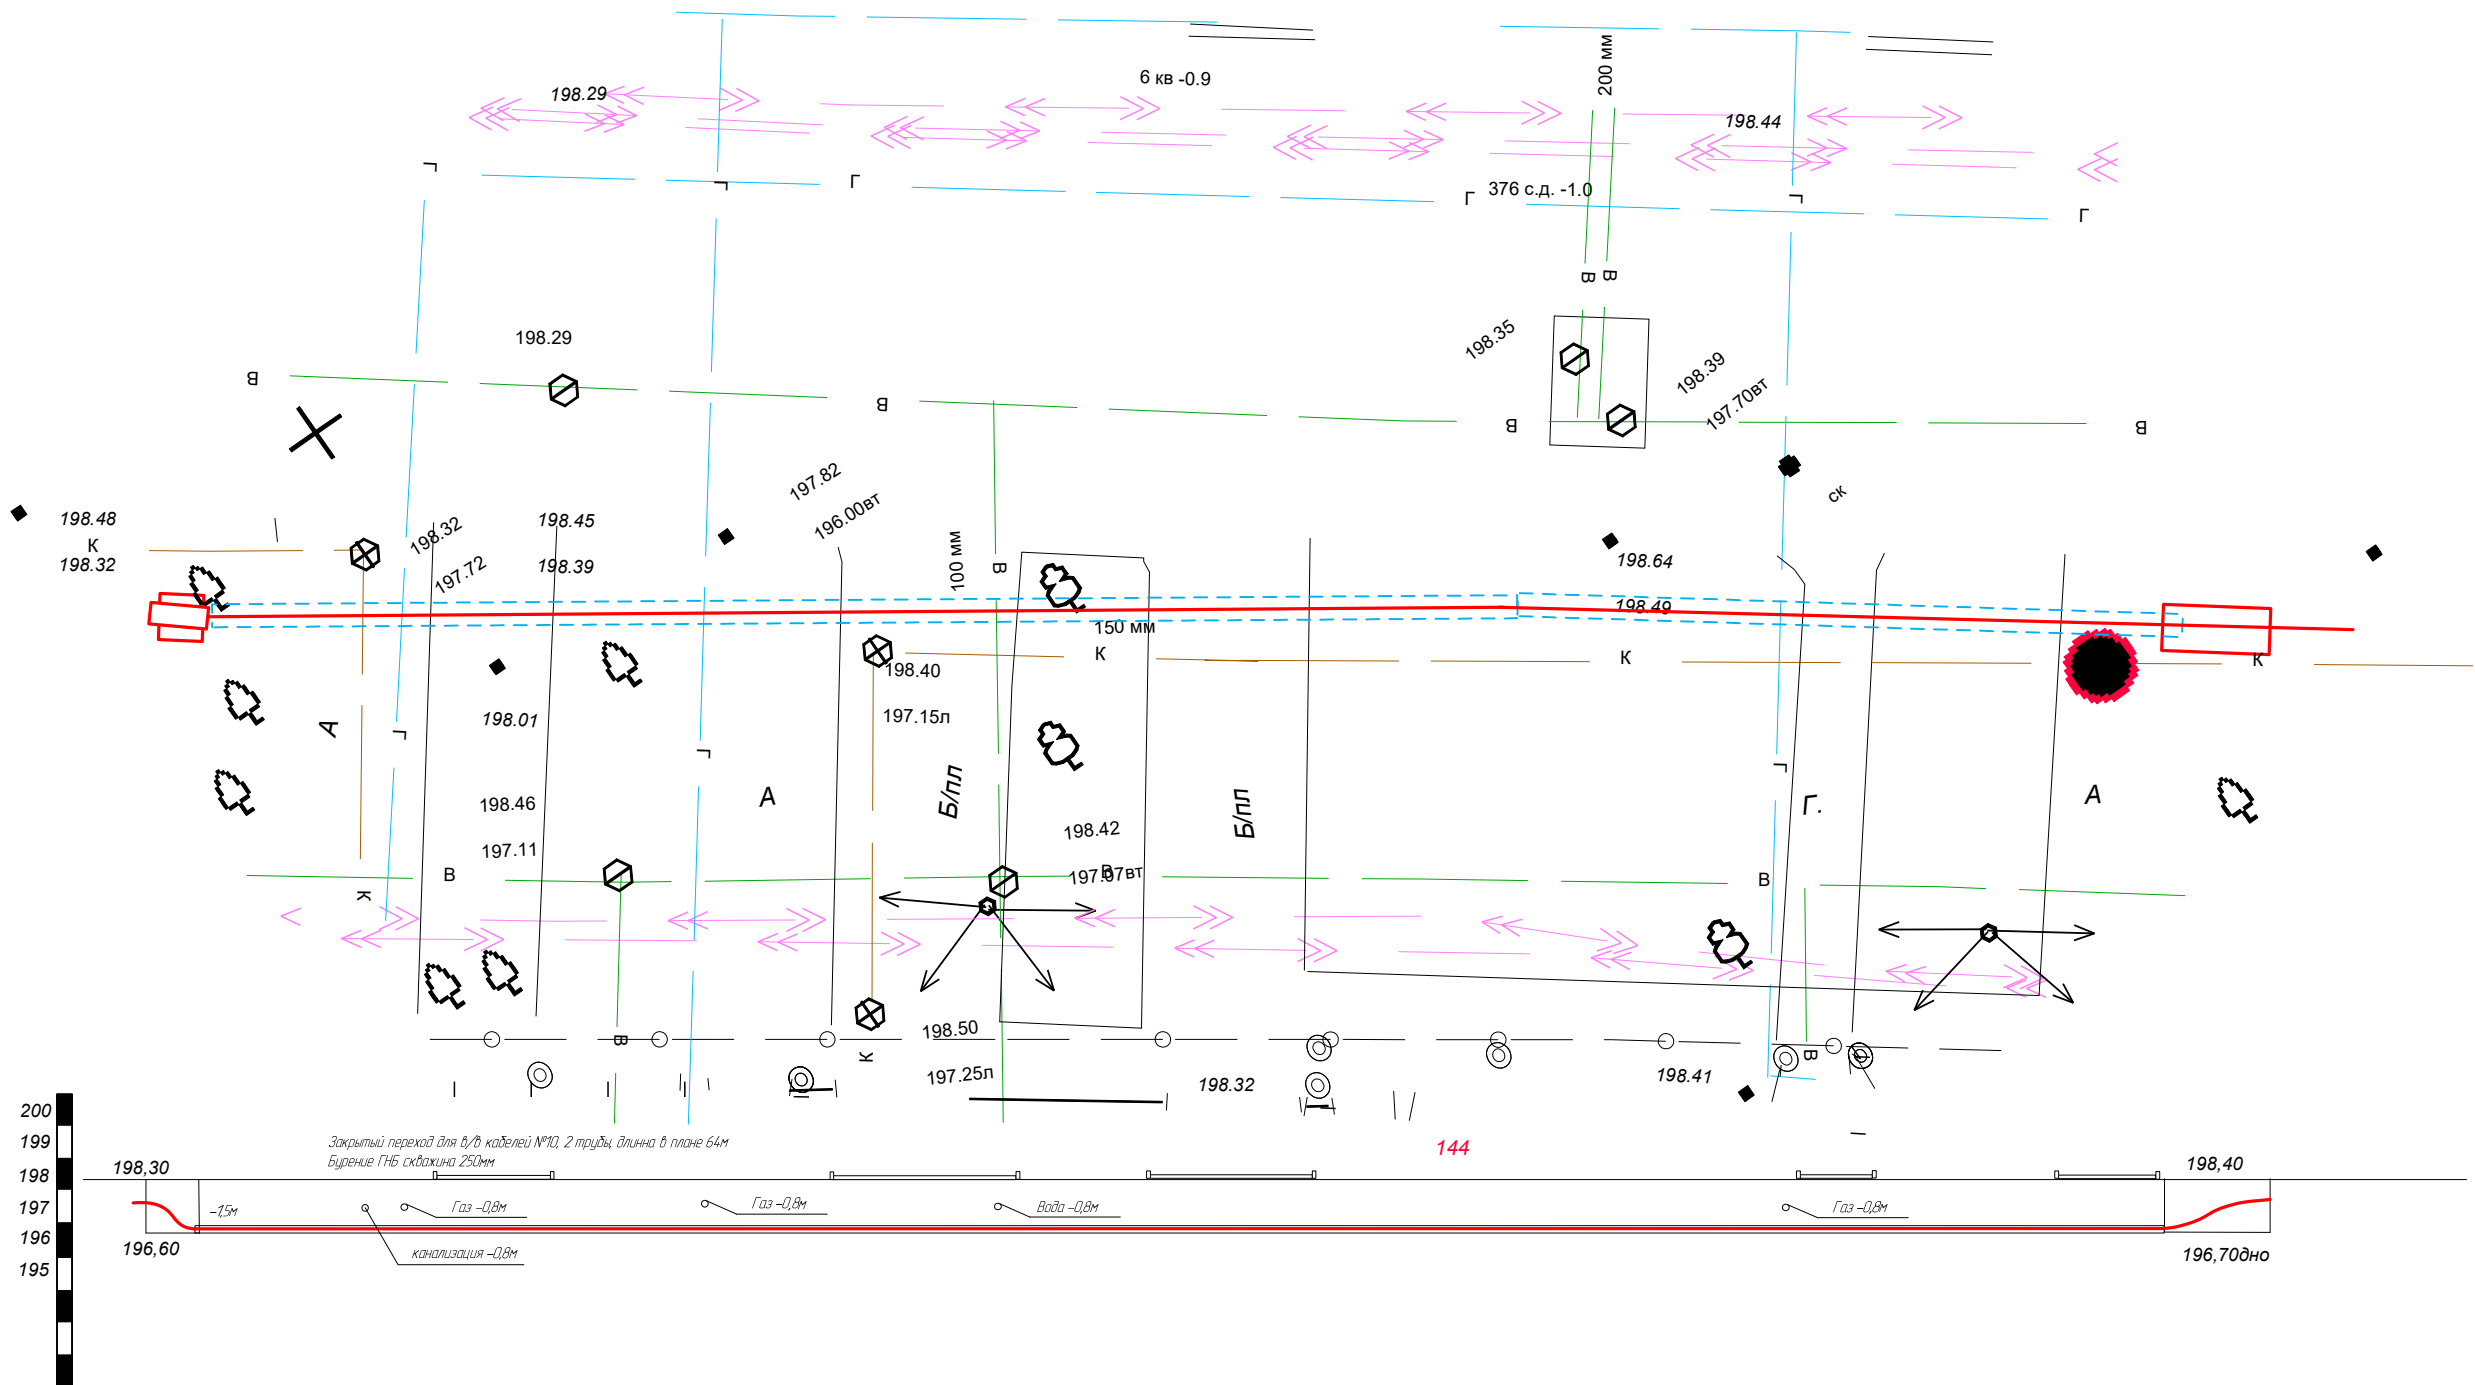 200 мм
6 кв -0.9
198.29
198.44
Г
Г
Г
376 с.д. -1.0
Г
Г
Г
В
В
198.29
198.35
198.39
197.70вт
В
В
В
В
197.82
196.00вт
ск
198.48
К
198.32
198.32
197.72
198.45
198.39
100 мм
В
198.64
198.49
150 мм
К
К
К
198.40
197.15л
198.01
А
Г
Г
Г
А
Б/пл
Б/пл
Г.
А
198.46
197.11
198.42
197.07вт
В
В
В
К
198.50
197.25л
В
К
В
198.32
198.41
144
200
199
198
197
196
195
Закрытый переход для в/в кабелей №10, 2 трубы, длинна в плане 64м
Бурение ГНБ скважина 250мм
198,30
198,40
-1,5м
Газ -0,8м
Газ -0,8м
Вода -0,8м
Газ -0,8м
канализация -0,8м
196,60
196,70дно